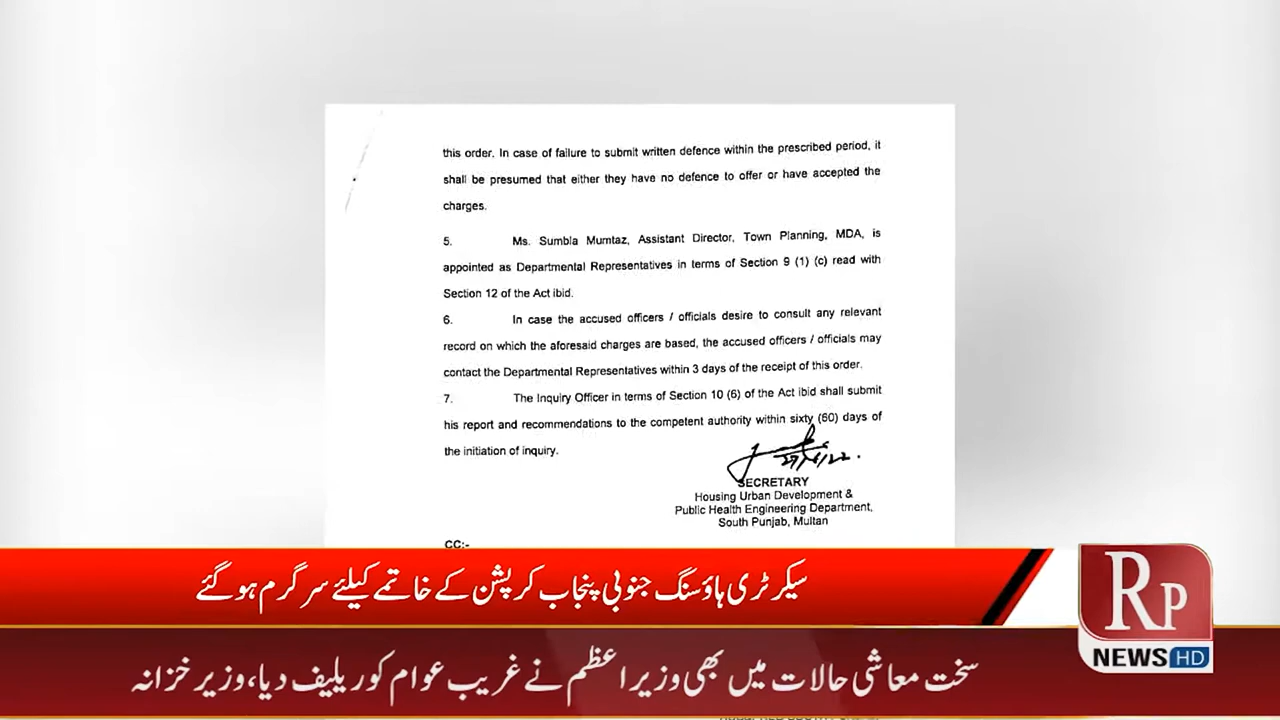 this order. In case of failure to submit written defence within the prescribed period, it
shall be presumed that either they have no defence to offer or have accepted the
charges.
5. Ms. Sumbla Mumtaz, Assistant Director, Town Planning, MDA, is
appointed as Departmental Representatives in terms of Section 9 (1) (c) read with
Section 12 of the Act ibid.
6. In case the accused officers / officials desire to consult any relevant
record on which the aforesaid charges are based, the accused officers / officials may
contact the Departmental Representatives within 3 days of the receipt of this order.
7. The Inquiry Officer in terms of Section 10 (6) of the Act ibid shall submit
his report and recommendations to the competent authority within sixty (60) days of
the initiation of inquiry.
SECRETARY
Housing Urban Development &
Public Health Engineering Department,
South Punjab, Multan
CC:-
سیکرٹری ہاؤسنگ جنوبی پنجاب کرپشن کے خاتمے کیلئے سرگرم ہوگئے
RP
NEWS HD
سخت معاشی حالات میں بھی وزیراعظم نے غریب عوام کو ریلیف دیا، وزیر خزانہ